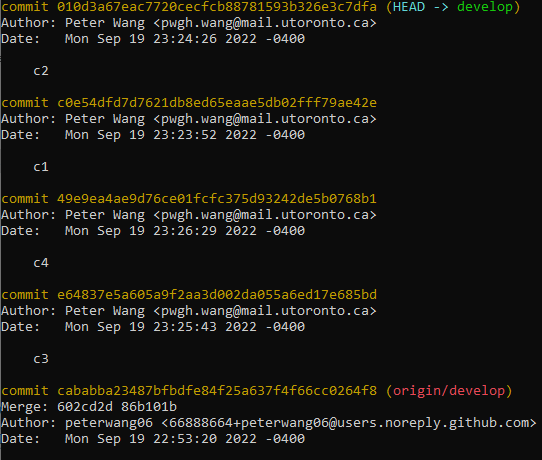 commit 010d3a67eac7720cecfcb88781593b326e3c7dfa (HEAD -> develop)
Author: Peter Wang <pwgh.wang@mail.utoronto.ca>
Date:   Mon Sep 19 23:24:26 2022 -0400
c2
commit c0e54dfd7d7621db8ed65eaae5db02fff79ae42e
Author: Peter Wang <pwgh.wang@mail.utoronto.ca>
Date:   Mon Sep 19 23:23:52 2022 -0400
c1
commit 49e9ea4ae9d76ce01fcfc375d93242de5b0768b1
Author: Peter Wang <pwgh.wang@mail.utoronto.ca>
Date:   Mon Sep 19 23:26:29 2022 -0400
c4
commit e64837e5a605a9f2aa3d002da055a6ed17e685bd
Author: Peter Wang <pwgh.wang@mail.utoronto.ca>
Date:   Mon Sep 19 23:25:43 2022 -0400
c3
commit cababba23487bfbdfe84f25a637f4f66cc0264f8 (origin/develop)
Merge: 602cd2d 86b101b
Author: peterwang06 <66888664+peterwang06@users.noreply.github.com>
Date:   Mon Sep 19 22:53:20 2022 -0400